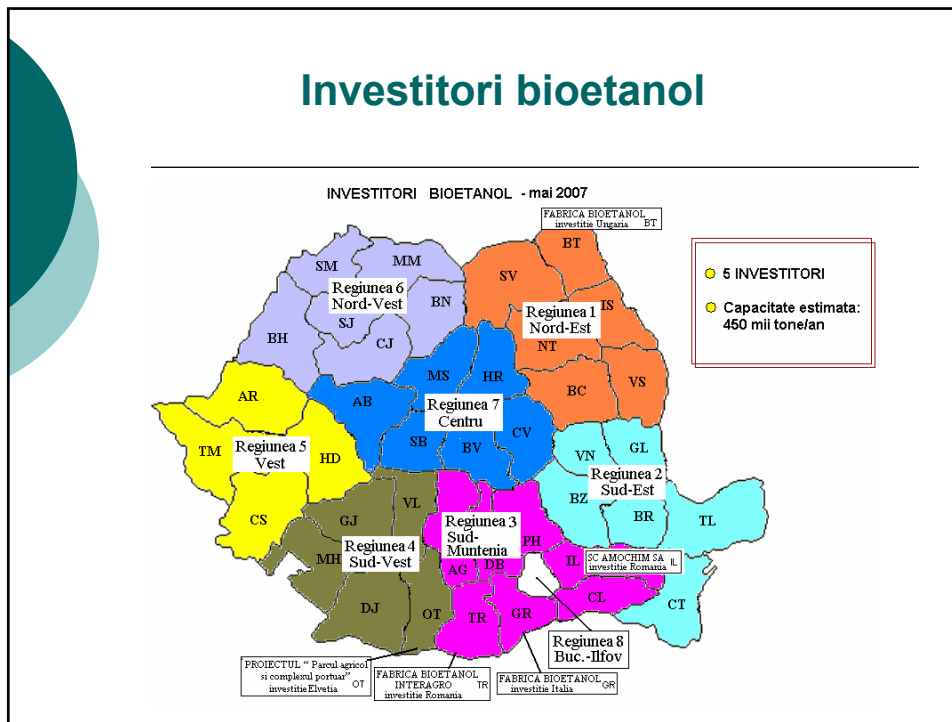 Investitori bioetanol
INVESTITORI BIOETANOL - mai 2007
FABRICA BIOETANOL
investitie Ungaria BT
5 INVESTITORI
Capacitate estimata:
450 mii tone/an
SM
MM
Regiunea 6
Nord-Vest
BN
SJ
CJ
BH
SV
BT
IS
Regiunea 1
Nord-Est
NT
BC
VS
MS
HR
AB
Regiunea 7
Centru
SB
BV
CV
AR
TM
Regiunea 5
Vest
HD
CS
VN
GL
Regiunea 2
Sud-Est
BZ
BR
TL
CT
VL
GJ
MH
Regiunea 4
Sud-Vest
DJ
OT
Regiunea 3
Sud-
Muntenia
PH
AG
DB
IL
SC AMOCHIM SA
investitie Romania IL
CL
TR
GR
Regiunea 8
Buc.-Ilfov
PROIECTUL “ Parcul agricol
si complexul portuar”
investitieElvetia OT
FABRICA BIOETANOL
INTERAGRO TR
investitie Romania
FABRICA BIOETANOL
investitie Italia GR